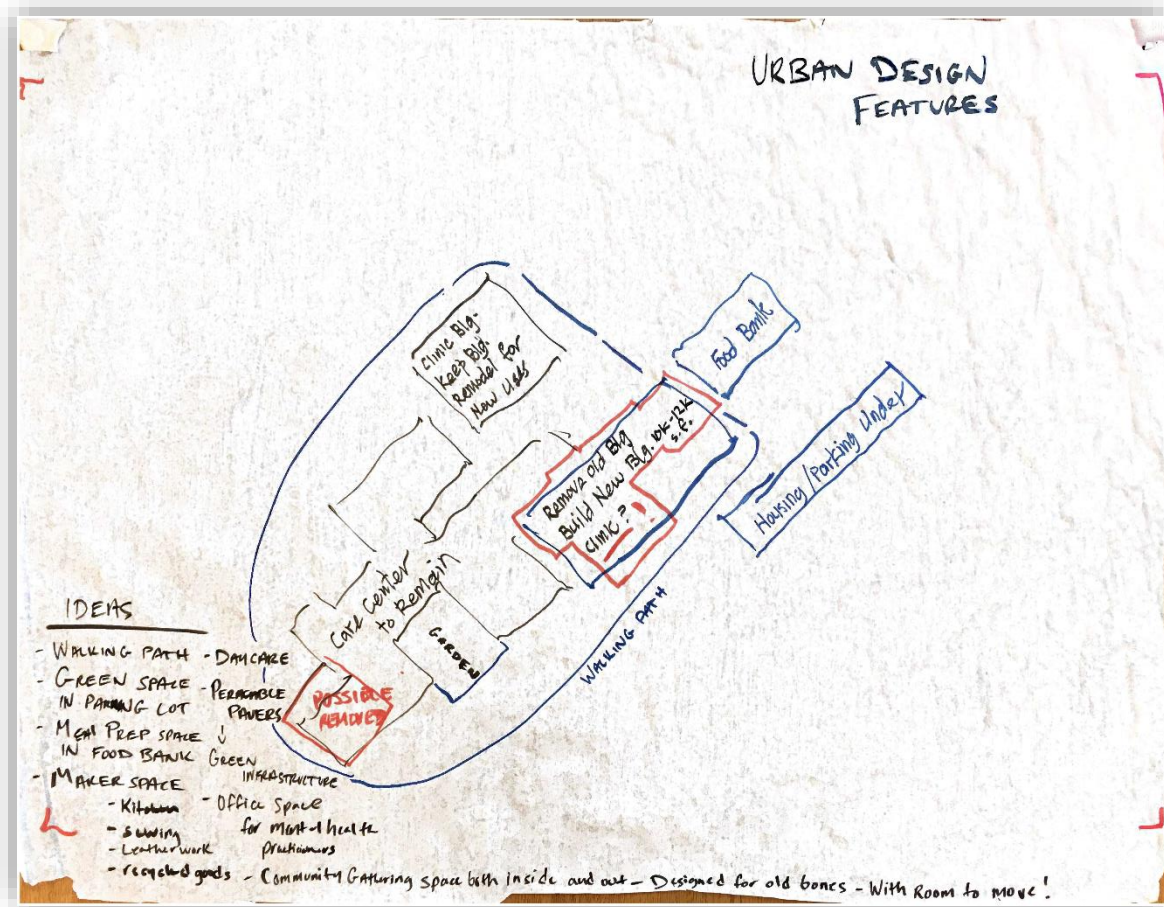 URBAN DESIGN
FEATURES
Clinic Blg-
Keep Blg.
Remodel for
New Uses
Food Bank
Remove old Blg
Build New Blg. 10K-12K
s.f.
Clinic?
Housing/Parking Under
Care Center
to Remain
GARDEN
POSSIBLE
REMOVE?
WALKING PATH
IDEAS
- WALKING PATH
- GREEN SPACE
IN PARKING LOT
- MEAL PREP SPACE
IN FOOD BANK
- MAKER SPACE
- Kitchen
- sewing
- Leatherwork
- recycled goods
- DAYCARE
- PERMEABLE
PAVERS
↓
GREEN
INFRASTRUCTURE
- Office Space
for mental health
practitioners
- Community Gathering space both inside and out - Designed for old bones - With Room to move!